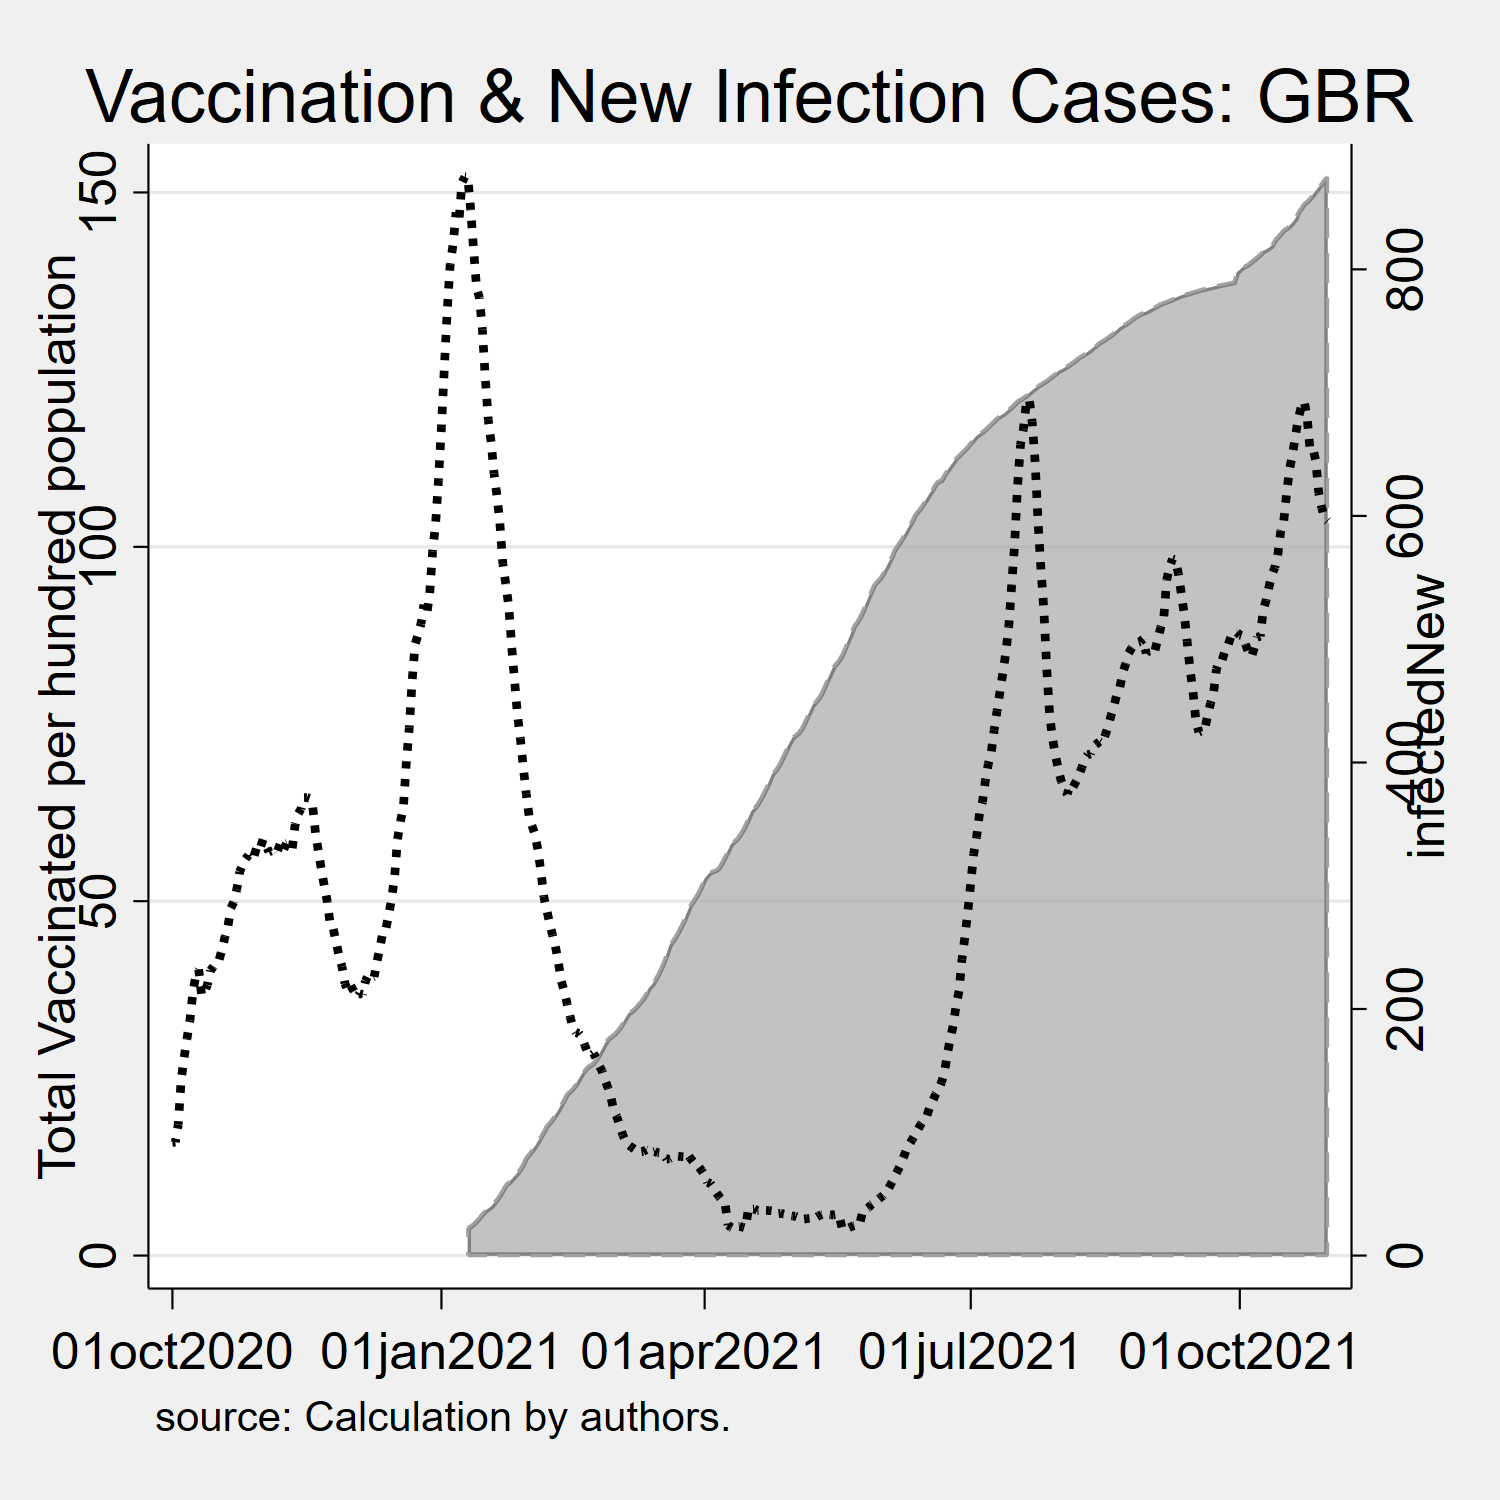 Vaccination & New Infection Cases: GBR
Total Vaccinated per hundred population
150
100
50
0
800
600
400
200
0
infectedNew
01oct2020 01jan2021 01apr2021 01jul2021 01oct2021
source: Calculation by authors.